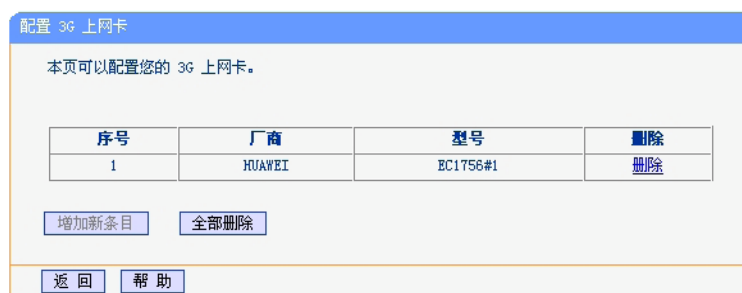 配置 3G 上网卡
本页可以配置您的 3G 上网卡。
序号 厂商 型号 删除
1 HUAWEI EC1756#1 删除
增加新条目 全部删除
返 回 帮 助